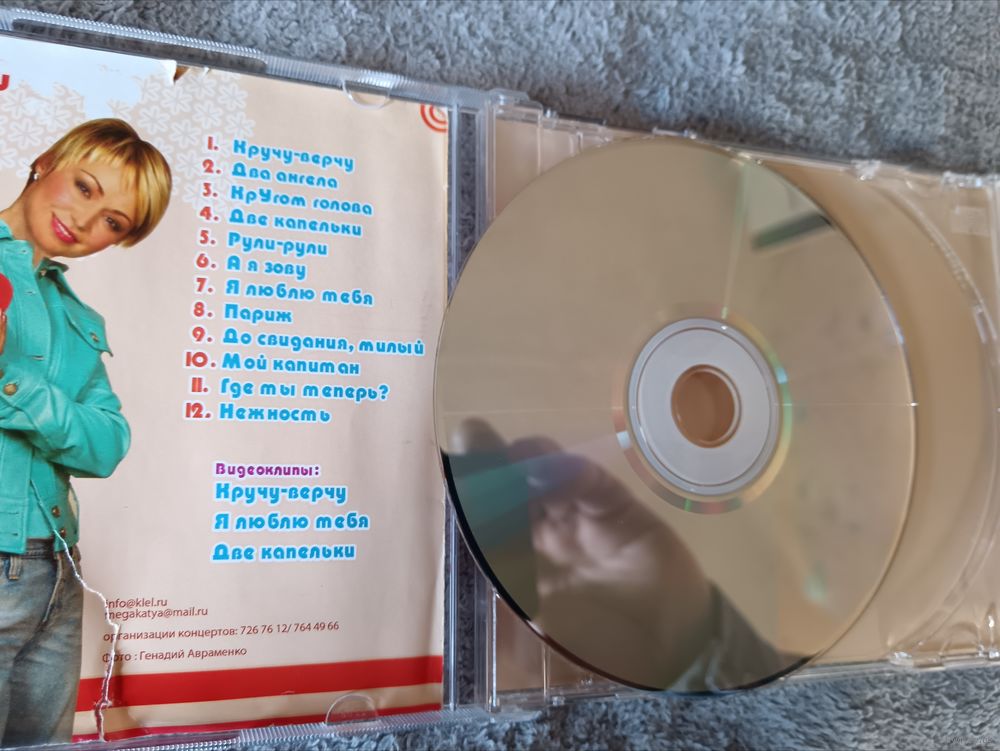 1. Кручу-верчу
2. Два ангела
3. КрУгом голова
4. Две капельки
5. Рули-рули
6. А я зову
7. Я люблю тебя
8. Париж
9. До свидания, милый
10. Мой капитан
11. Где ты теперь?
12. Нежность
Видеоклипы:
Кручу-верчу
Я люблю тебя
Две капельки
info@klel.ru
megakatya@mail.ru
организации концертов: 726 76 12/ 764 49 66
Фото : Генадий Авраменко